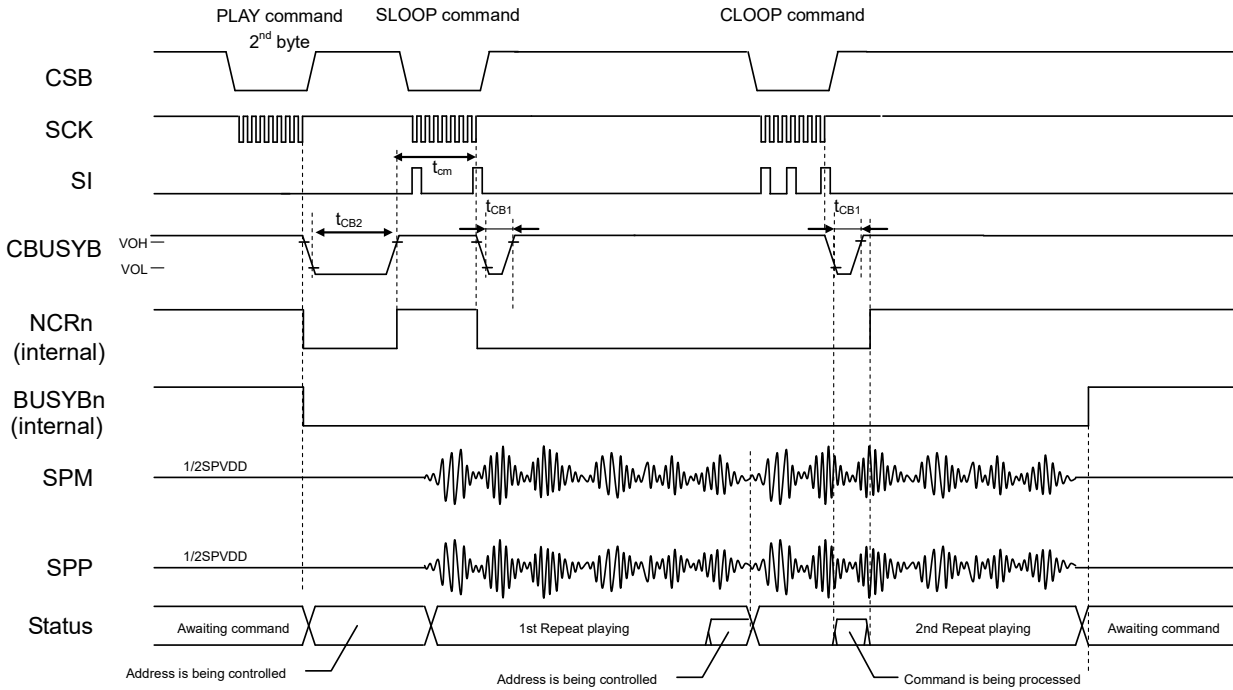 PLAY command SLOOP command CLOOP command
2nd byte
CSB
SCK
tcm
SI
tCB2 tCB1 tCB1
VOH
CBUSYB
VOL
NCRn
(internal)
BUSYBn
(internal)
1/2SPVDD
SPM
1/2SPVDD
SPP
Status Awaiting command 1st Repeat playing 2nd Repeat playing Awaiting command
Address is being controlled Address is being controlled Command is being processed